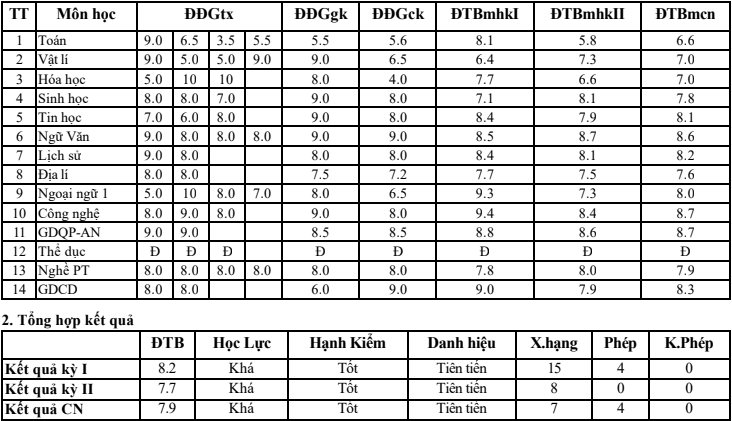 TT Môn học ĐĐGtx ĐĐGgk ĐĐGck ĐTBmhkI ĐTBmhkII ĐTBmcn
1 Toán 9.0 6.5 3.5 5.5 5.5 5.6 8.1 5.8 6.6
2 Vật lí 9.0 5.0 5.0 9.0 9.0 6.5 6.4 7.3 7.0
3 Hóa học 5.0 10 10 8.0 4.0 7.7 6.6 7.0
4 Sinh học 8.0 8.0 7.0 9.0 8.0 7.1 8.1 7.8
5 Tin học 7.0 6.0 8.0 9.0 8.0 8.4 7.9 8.1
6 Ngữ Văn 9.0 8.0 8.0 8.0 9.0 9.0 8.5 8.7 8.6
7 Lịch sử 9.0 8.0 8.0 8.0 8.4 8.1 8.2
8 Địa lí 8.0 8.0 7.5 7.2 7.7 7.5 7.6
9 Ngoại ngữ 1 5.0 10 8.0 7.0 8.0 6.5 9.3 7.3 8.0
10 Công nghệ 8.0 9.0 8.0 9.0 8.0 9.4 8.4 8.7
11 GDQP-AN 9.0 9.0 8.5 8.5 8.8 8.6 8.7
12 Thể dục Đ Đ Đ Đ Đ Đ Đ Đ
13 Nghề PT 8.0 8.0 8.0 8.0 8.0 8.0 7.8 8.0 7.9
14 GDCD 8.0 8.0 6.0 9.0 9.0 7.9 8.3
2. Tổng hợp kết quả
ĐTB Học Lực Hạnh Kiểm Danh hiệu X.hạng Phép K.Phép
Kết quả kỳ I 8.2 Khá Tốt Tiên tiến 15 4 0
Kết quả kỳ II 7.7 Khá Tốt Tiên tiến 8 0 0
Kết quả CN 7.9 Khá Tốt Tiên tiến 7 4 0